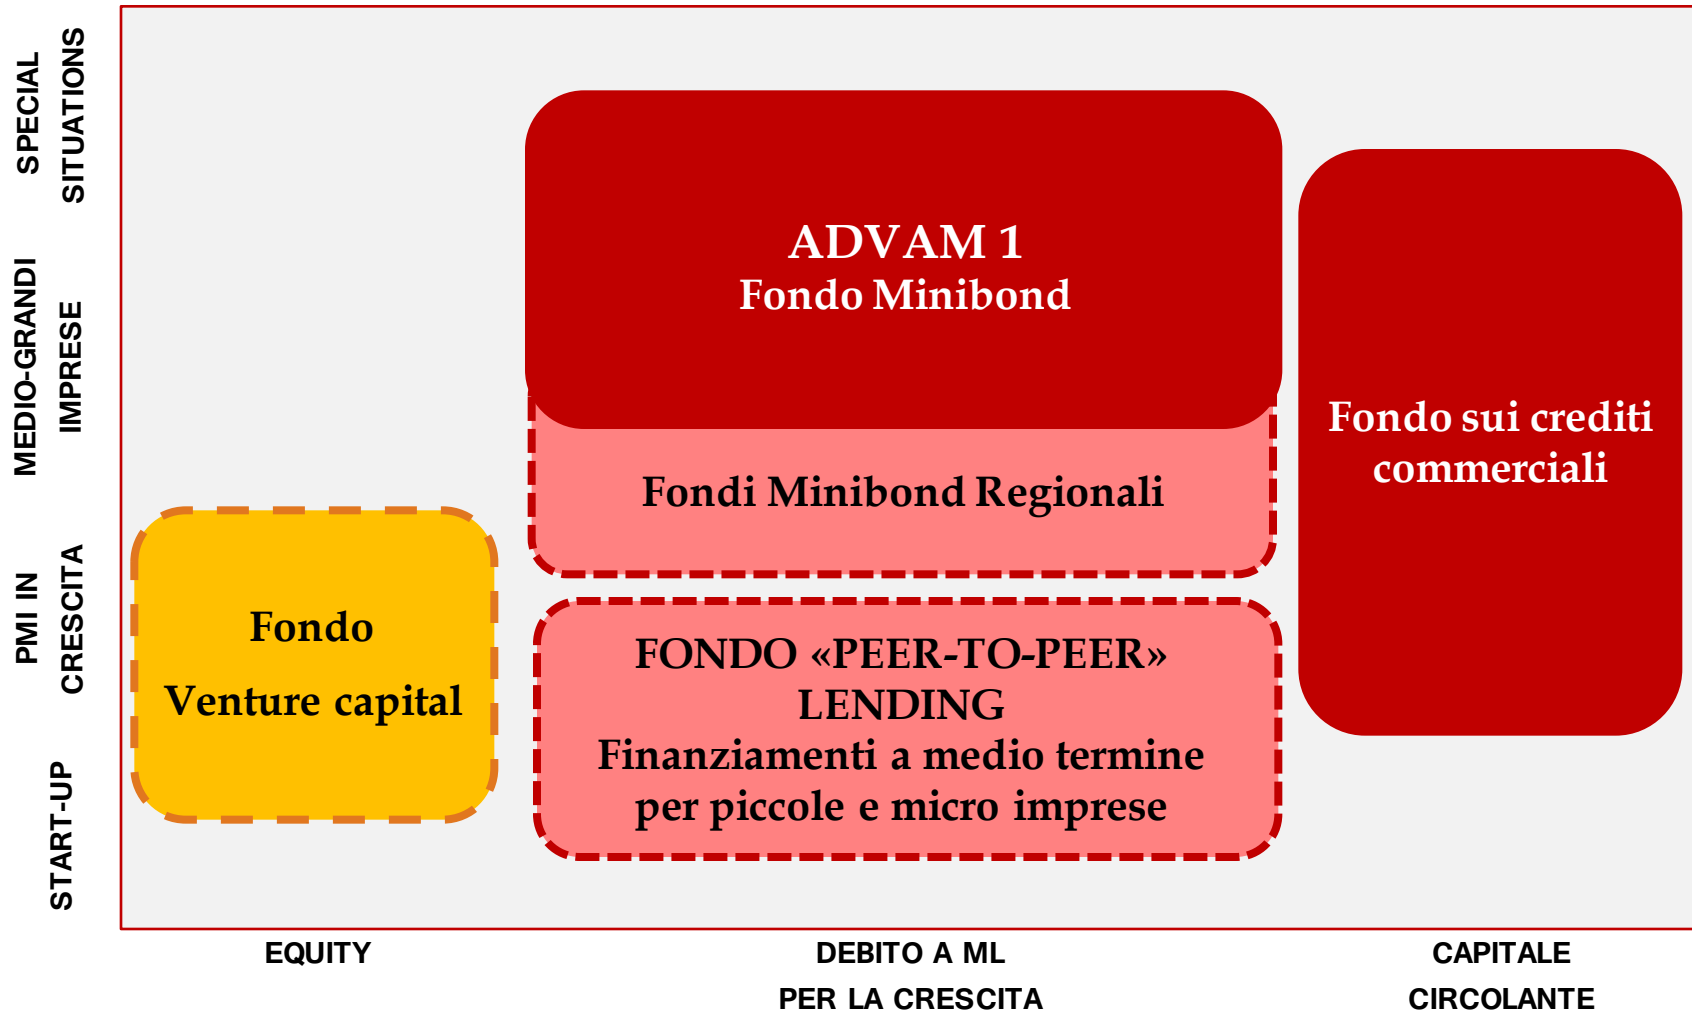 SPECIAL
SITUATIONS
MEDIO-GRANDI
IMPRESE
PMI IN
CRESCITA
START-UP
ADVAM 1
Fondo Minibond
Fondi Minibond Regionali
Fondo
Venture capital
FONDO «PEER-TO-PEER»
LENDING
Finanziamenti a medio termine
per piccole e micro imprese
Fondo sui crediti
commerciali
EQUITY
DEBITO A ML
PER LA CRESCITA
CAPITALE
CIRCOLANTE